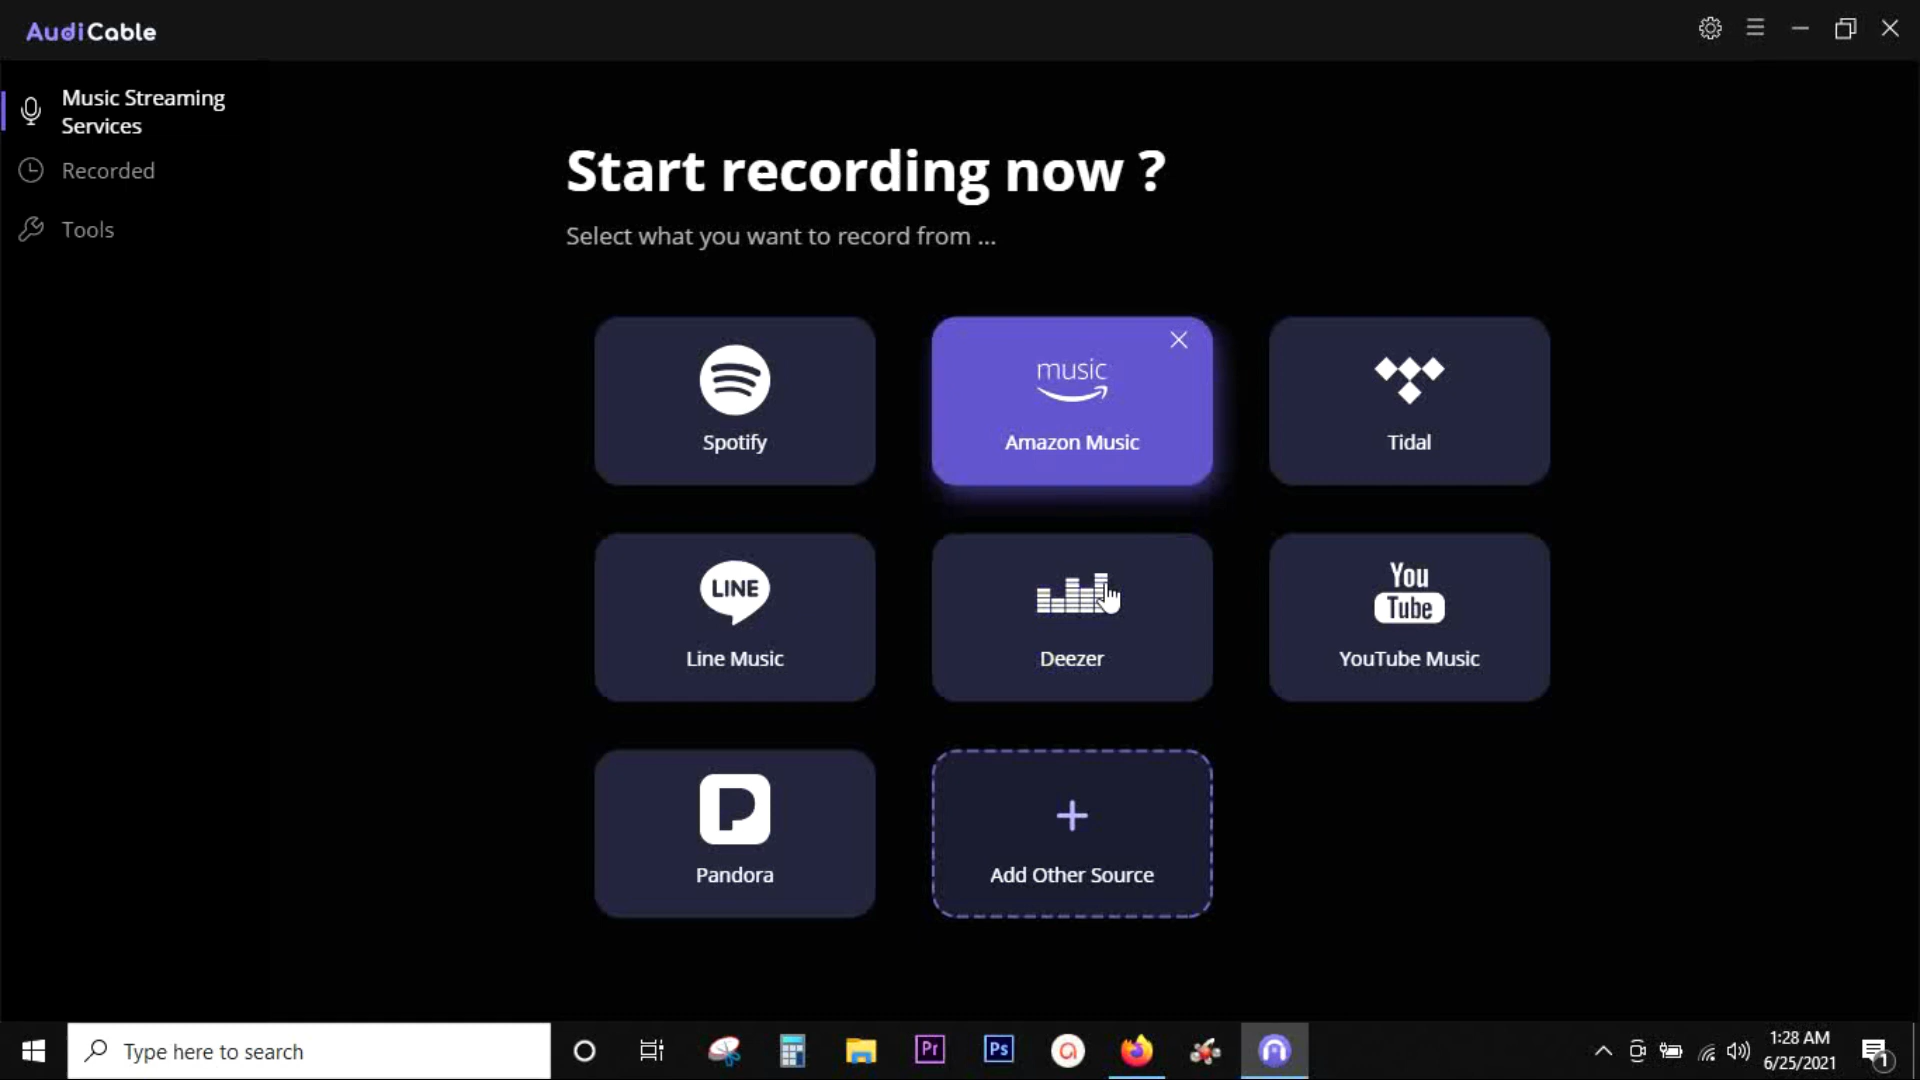 AudiCable
Music Streaming
Services
Recorded
Tools
Start recording now ?
Select what you want to record from ...
Spotify
music
Amazon Music
Tidal
LINE
Line Music
Deezer
You
Tube
YouTube Music
P
Pandora
+
Add Other Source
Type here to search
Pr
Ps
a
1:28 AM
6/25/2021
1